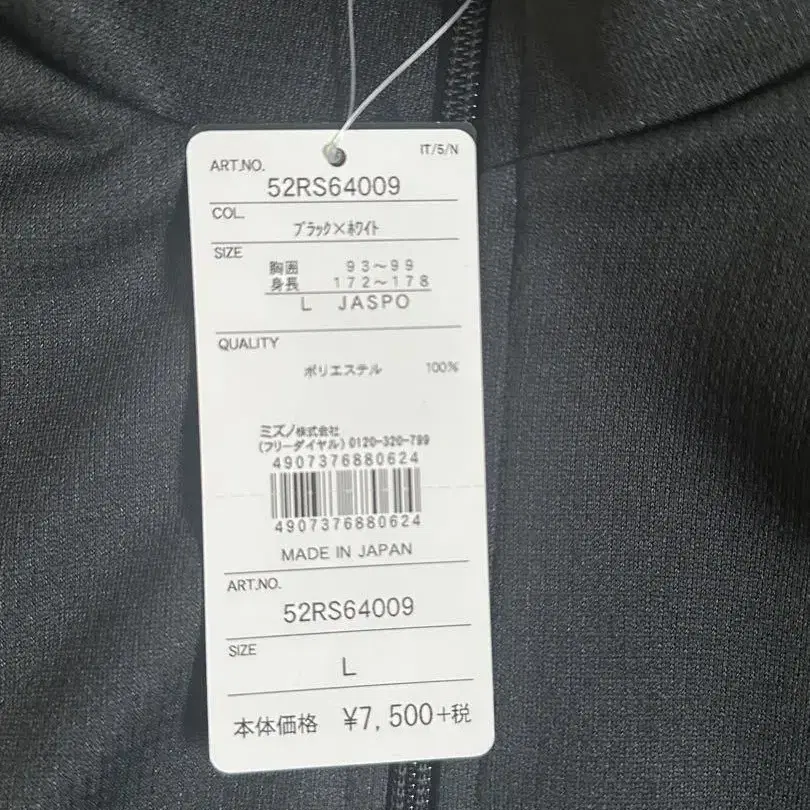 IT/5/N
ART.NO.
52RS64009
COL.
ﾌﾞﾗｯｸ×ﾎﾜｲﾄ
SIZE
胸囲 93～99
身長 172～178
L JASPO
QUALITY
ポリエステル 100%
ミズノ株式会社
(フリーダイヤル) 0120-320-799
4907376880624
4907376880624
MADE IN JAPAN
ART.NO.
52RS64009
SIZE
L
本体価格 ¥7,500+税